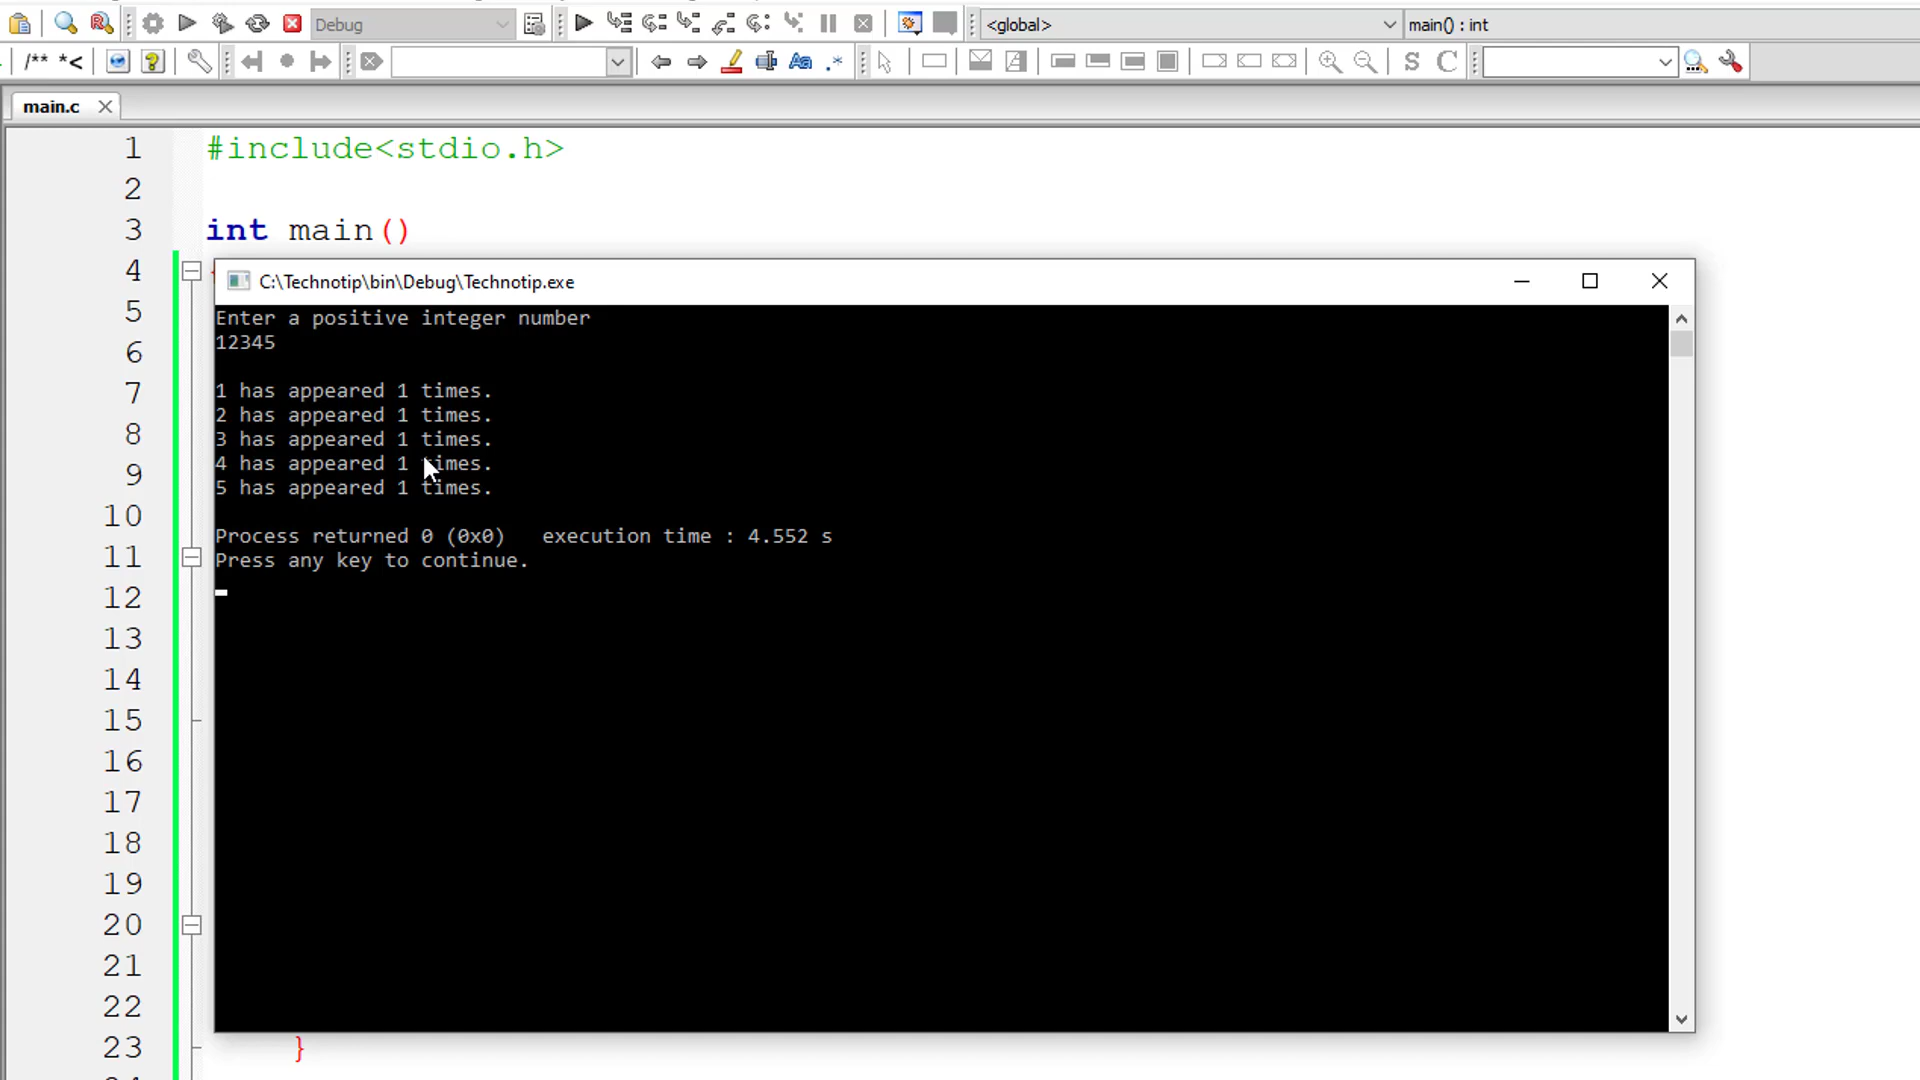 Debug
<global>
main() : int
/** *<
Aa
.*
S
C
main.c
1 #include<stdio.h>
2
3 int main()
4
5
6
7
8
9
10
11
12
13
14
15
16
17
18
19
20
21
22
23 }
C:\Technotip\bin\Debug\Technotip.exe
Enter a positive integer number
12345
1 has appeared 1 times.
2 has appeared 1 times.
3 has appeared 1 times.
4 has appeared 1 times.
5 has appeared 1 times.
Process returned 0 (0x0) execution time : 4.552 s
Press any key to continue.